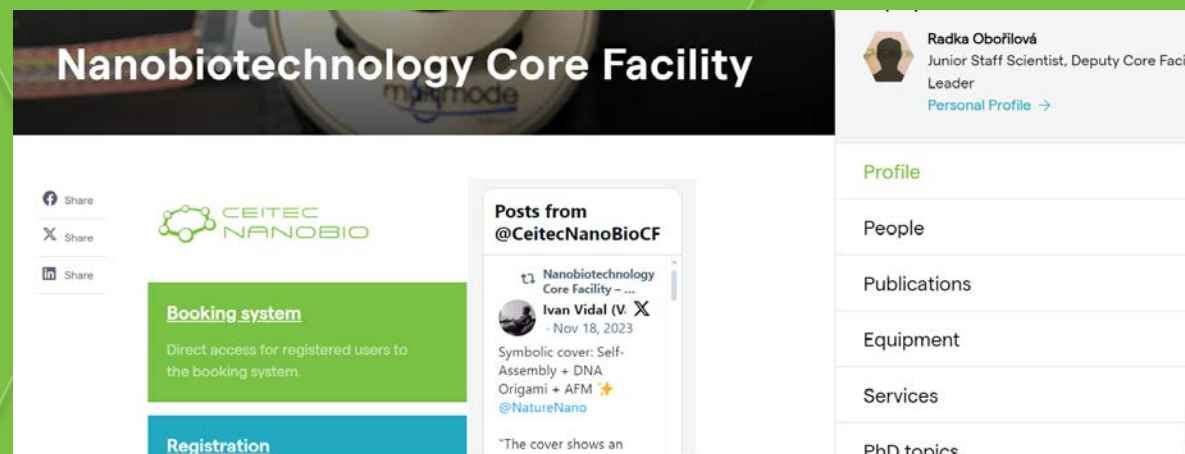 Nanobiotechnology Core Facility
multimode
Share
Share
Share
CEITEC
NANOBIO
Booking system
Direct access for registered users to
the booking system.
Registration
Posts from
@CeitecNanoBioCF
Nanobiotechnology
Core Facility – ...
Ivan Vidal (V.
· Nov 18, 2023
Symbolic cover: Self-
Assembly + DNA
Origami + AFM ✨
@NatureNano
"The cover shows an
Radka Obořilová
Junior Staff Scientist, Deputy Core Faci
Leader
Personal Profile →
Profile
People
Publications
Equipment
Services
PhD topics